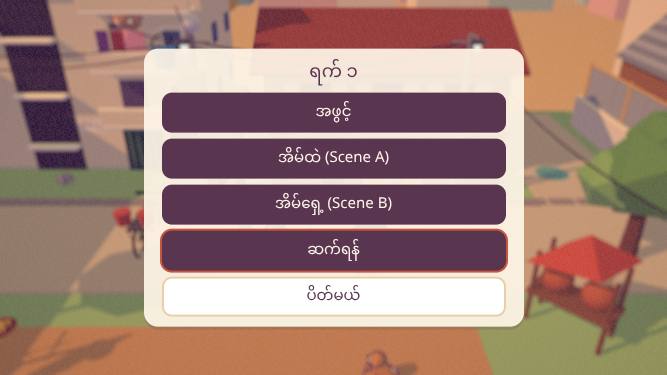 ရက် ၁
အဖွင့်
အိမ်ထဲ (Scene A)
အိမ်ရှေ့ (Scene B)
ဆက်ရန်
ပိတ်မယ်